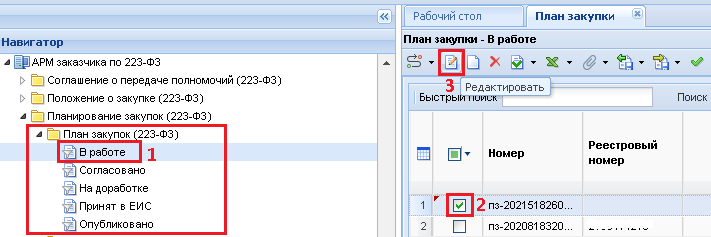 Навигатор
АРМ заказчика по 223-ФЗ
Соглашение о передаче полномочий (223-ФЗ)
Положение о закупке (223-ФЗ)
Планирование закупок (223-ФЗ)
План закупок (223-ФЗ)
В работе 1
Согласовано
На доработке
Принят в ЕИС
Опубликовано
Рабочий стол План закупки
План закупки - В работе
3 Редактировать
Быстрый поиск Поиск
Номер Реестровый номер
1 2 пз-2021518260...
2 пз-2020818320...